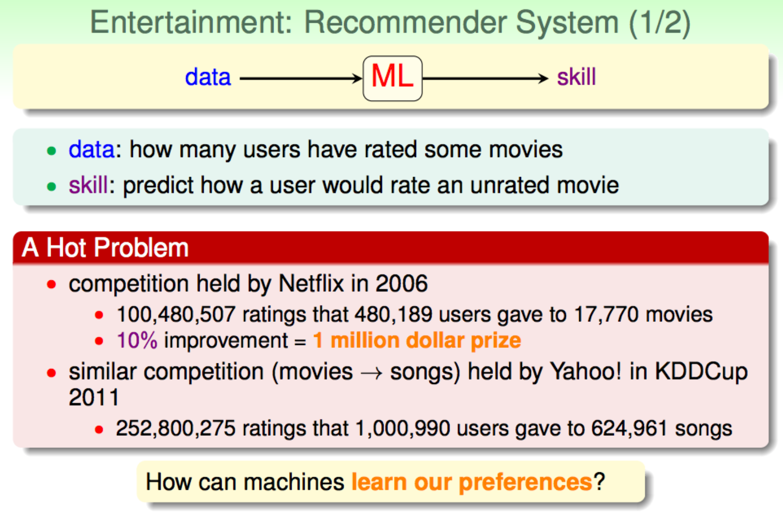 Entertainment: Recommender System (1/2)
data → ML → skill
• data: how many users have rated some movies
• skill: predict how a user would rate an unrated movie
A Hot Problem
• competition held by Netflix in 2006
• 100,480,507 ratings that 480,189 users gave to 17,770 movies
• 10% improvement = 1 million dollar prize
• similar competition (movies → songs) held by Yahoo! in KDDCup
2011
• 252,800,275 ratings that 1,000,990 users gave to 624,961 songs
How can machines learn our preferences?